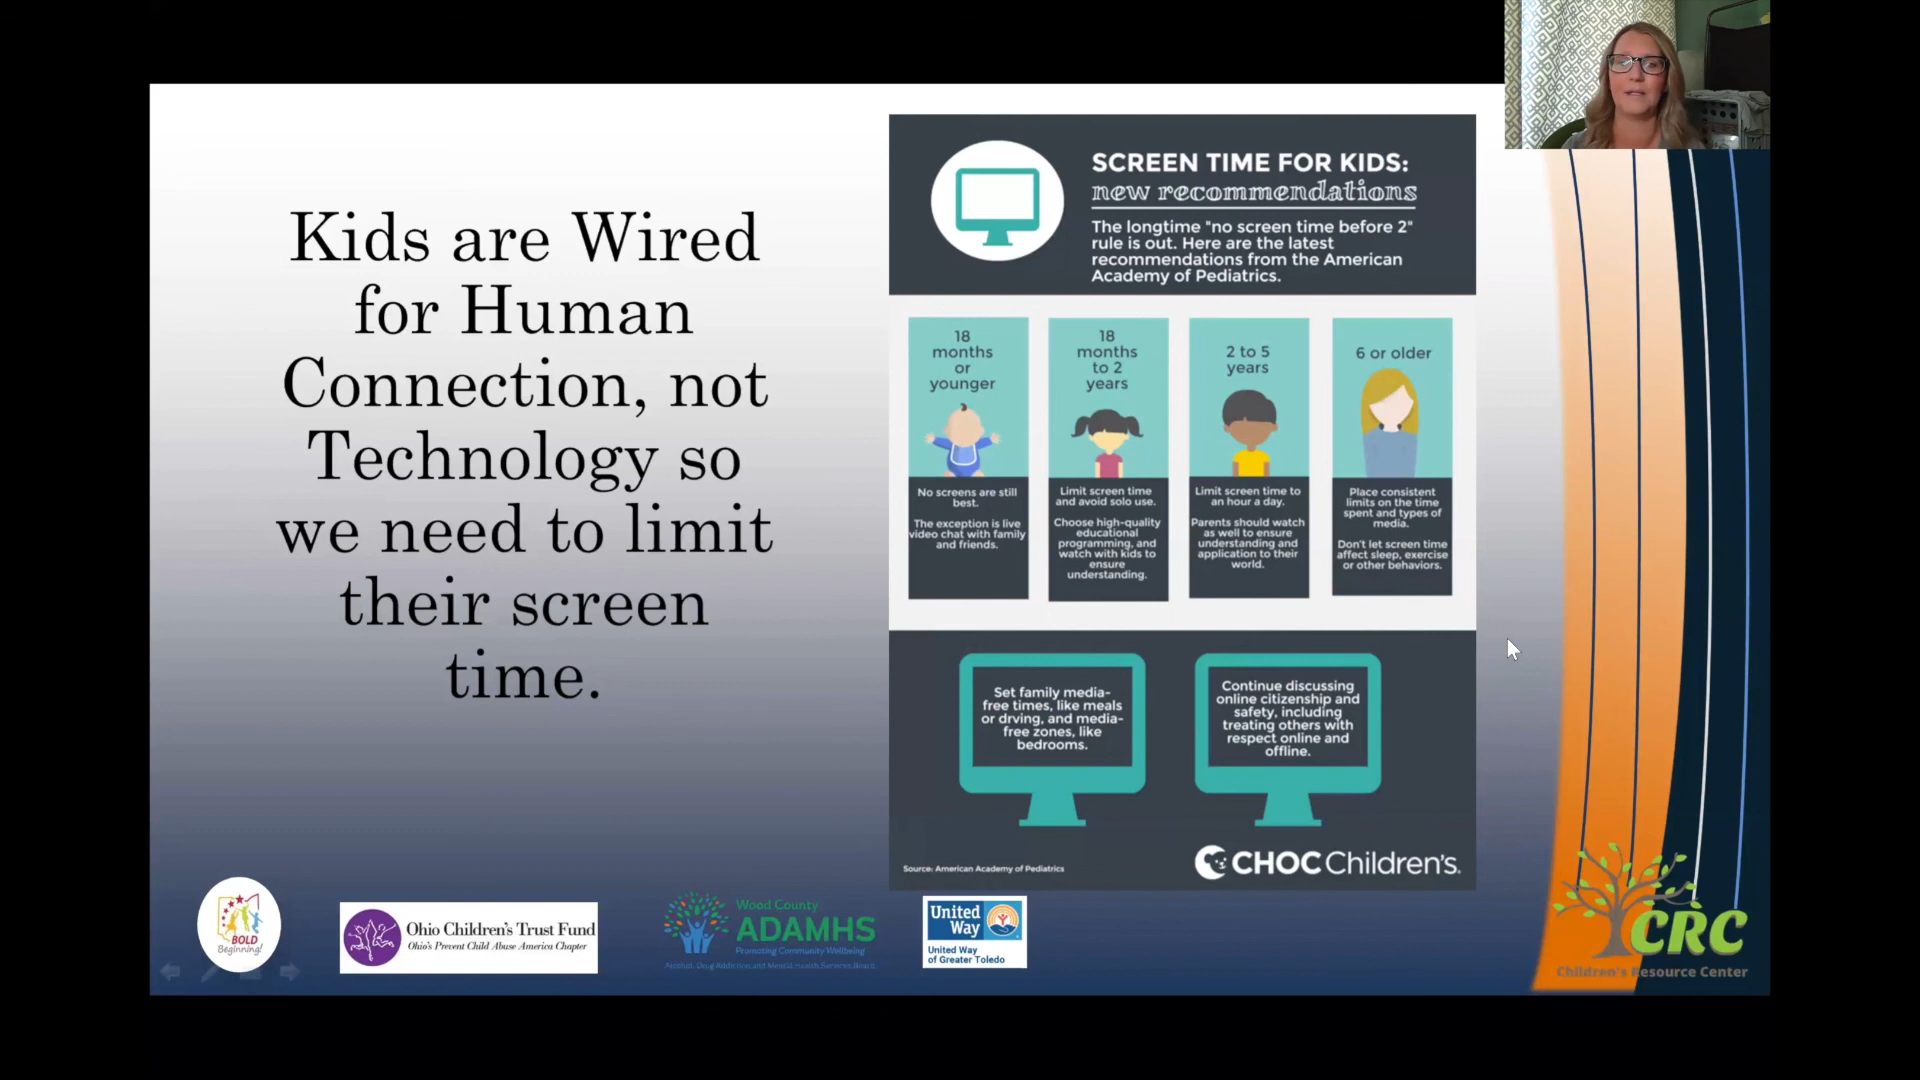 Kids are Wired
for Human
Connection, not
Technology so
we need to limit
their screen
time.
SCREEN TIME FOR KIDS:
new recommendations
The longtime "no screen time before 2"
rule is out. Here are the latest
recommendations from the American
Academy of Pediatrics.
18
months
or
younger
No screens are still
best.
The exception is live
video chat with family
and friends.
18
months
to 2
years
Limit screen time
and avoid solo use.
Choose high-quality
educational
programming, and
watch with kids to
ensure
understanding.
2 to 5
years
Limit screen time to
an hour a day.
Parents should watch
as well to ensure
understanding and
application to their
world.
6 or older
Place consistent
limits on the time
spent and types of
media.
Don't let screen time
affect sleep, exercise
or other behaviors.
Set family media-
free times, like meals
or drving, and media-
free zones, like
bedrooms.
Continue discussing
online citizenship and
safety, including
treating others with
respect online and
offline.
Source: American Academy of Pediatrics
CHOC Children's.
BOLD
Beginning!
Ohio Children's Trust Fund
Ohio's Prevent Child Abuse America Chapter
Wood County
ADAMHS
Promoting Community Wellbeing
Alcohol, Drug Addiction and Mental Health Services Board
United
Way
United Way
of Greater Toledo
CRC
Children's Resource Center